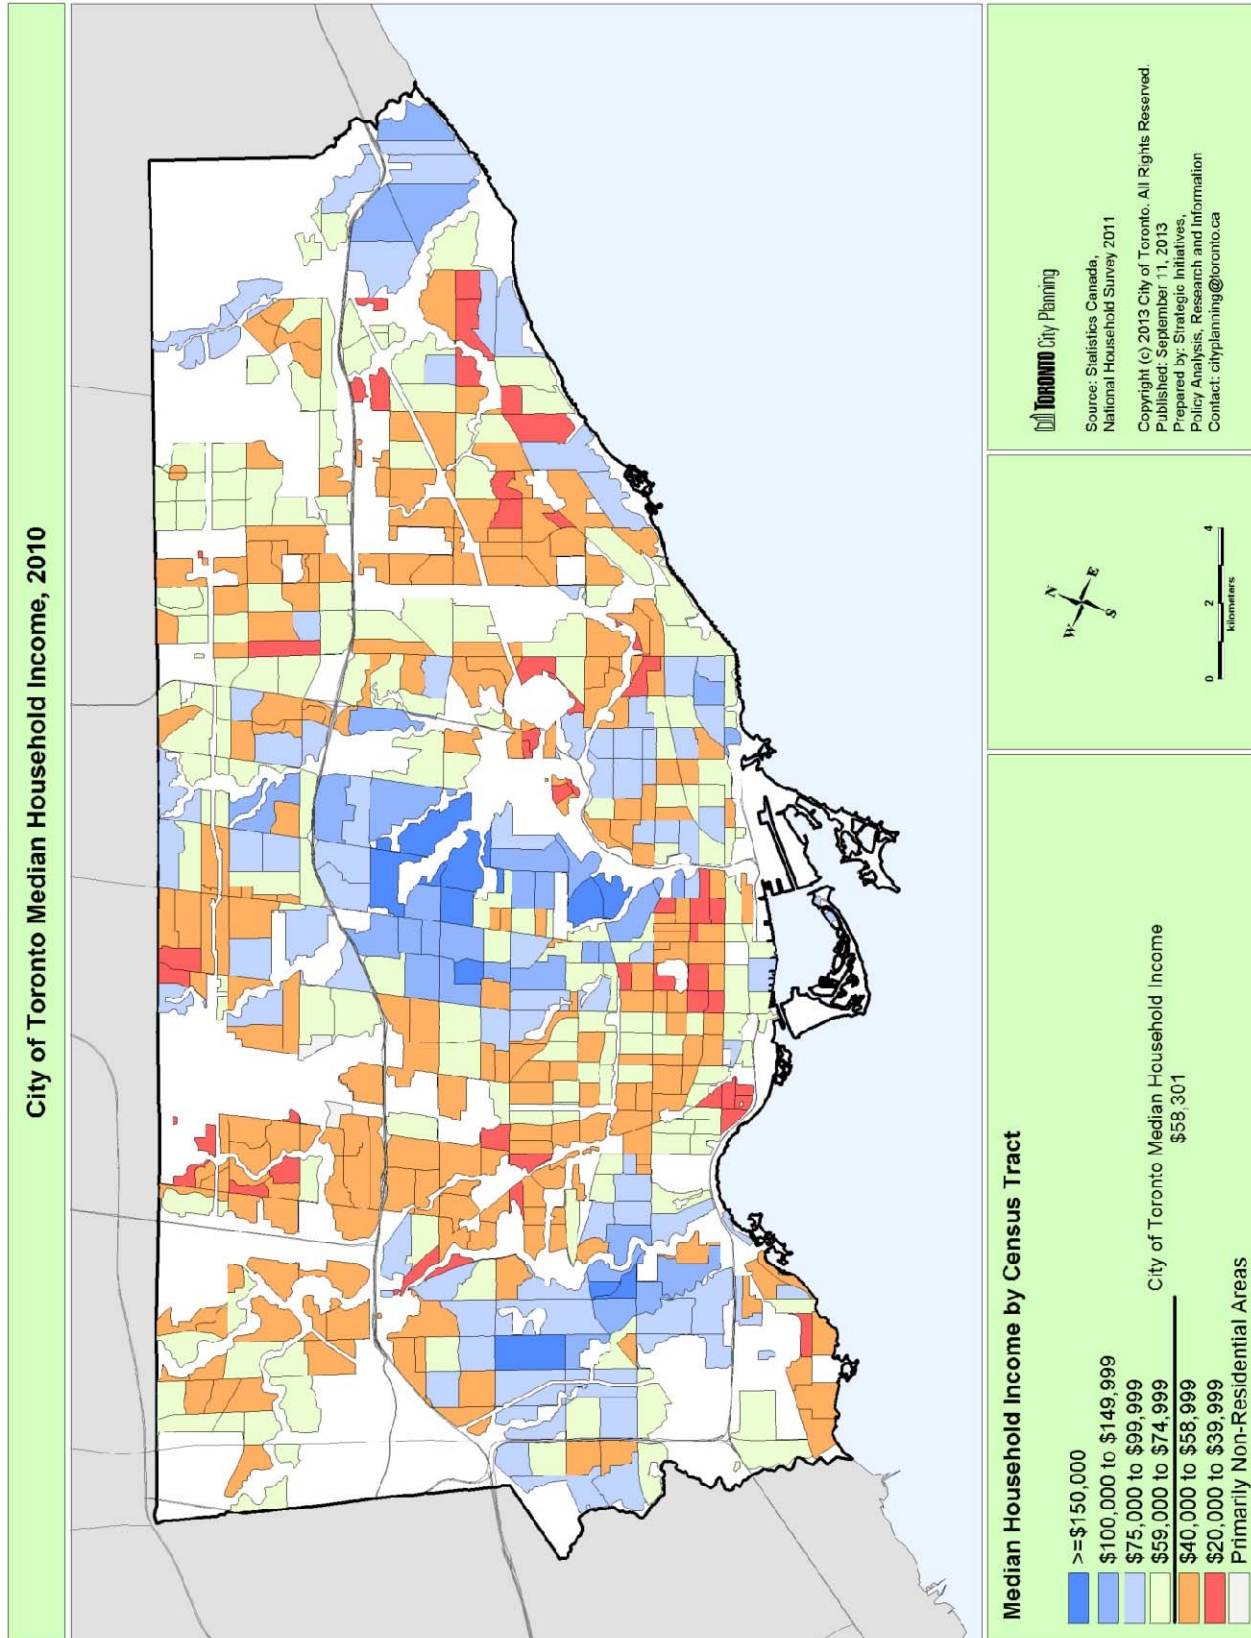 City of Toronto Median Household Income, 2010
Median Household Income by Census Tract
>=$150,000
$100,000 to $149,999
$75,000 to $99,999
$59,000 to $74,999
City of Toronto Median Household Income
$58,301
$40,000 to $58,999
$20,000 to $39,999
Primarily Non-Residential Areas
N
W
E
S
0
2
4
kilometers
TORONTO City Planning
Source: Statistics Canada,
National Household Survey 2011
Copyright (c) 2013 City of Toronto. All Rights Reserved.
Published: September 11, 2013
Prepared by: Strategic Initiatives,
Policy Analysis, Research and Information
Contact: cityplanning@toronto.ca